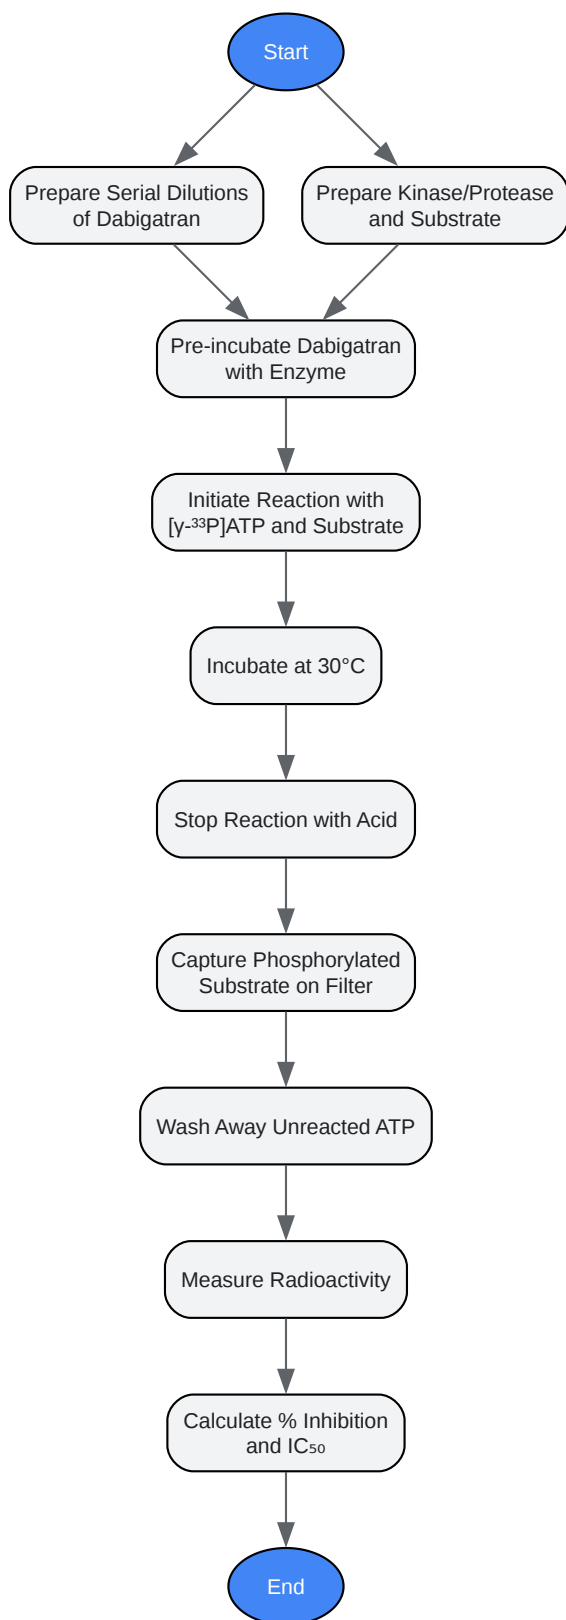 Start
Prepare Serial Dilutions
of Dabigatran
Prepare Kinase/Protease
and Substrate
Pre-incubate Dabigatran
with Enzyme
Initiate Reaction with
[γ-³³P]ATP and Substrate
Incubate at 30°C
Stop Reaction with Acid
Capture Phosphorylated
Substrate on Filter
Wash Away Unreacted ATP
Measure Radioactivity
Calculate % Inhibition
and IC₅₀
End